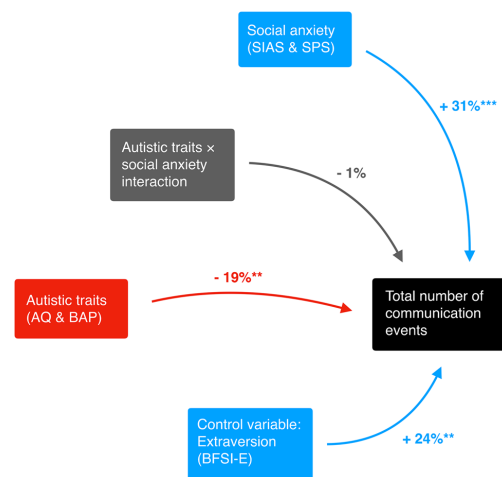 Social anxiety
(SIAS & SPS)
+ 31%***
Autistic traits ×
social anxiety
interaction
- 1%
- 19%**
Autistic traits
(AQ & BAP)
Total number of
communication
events
Control variable:
Extraversion
(BFSI-E)
+ 24%**